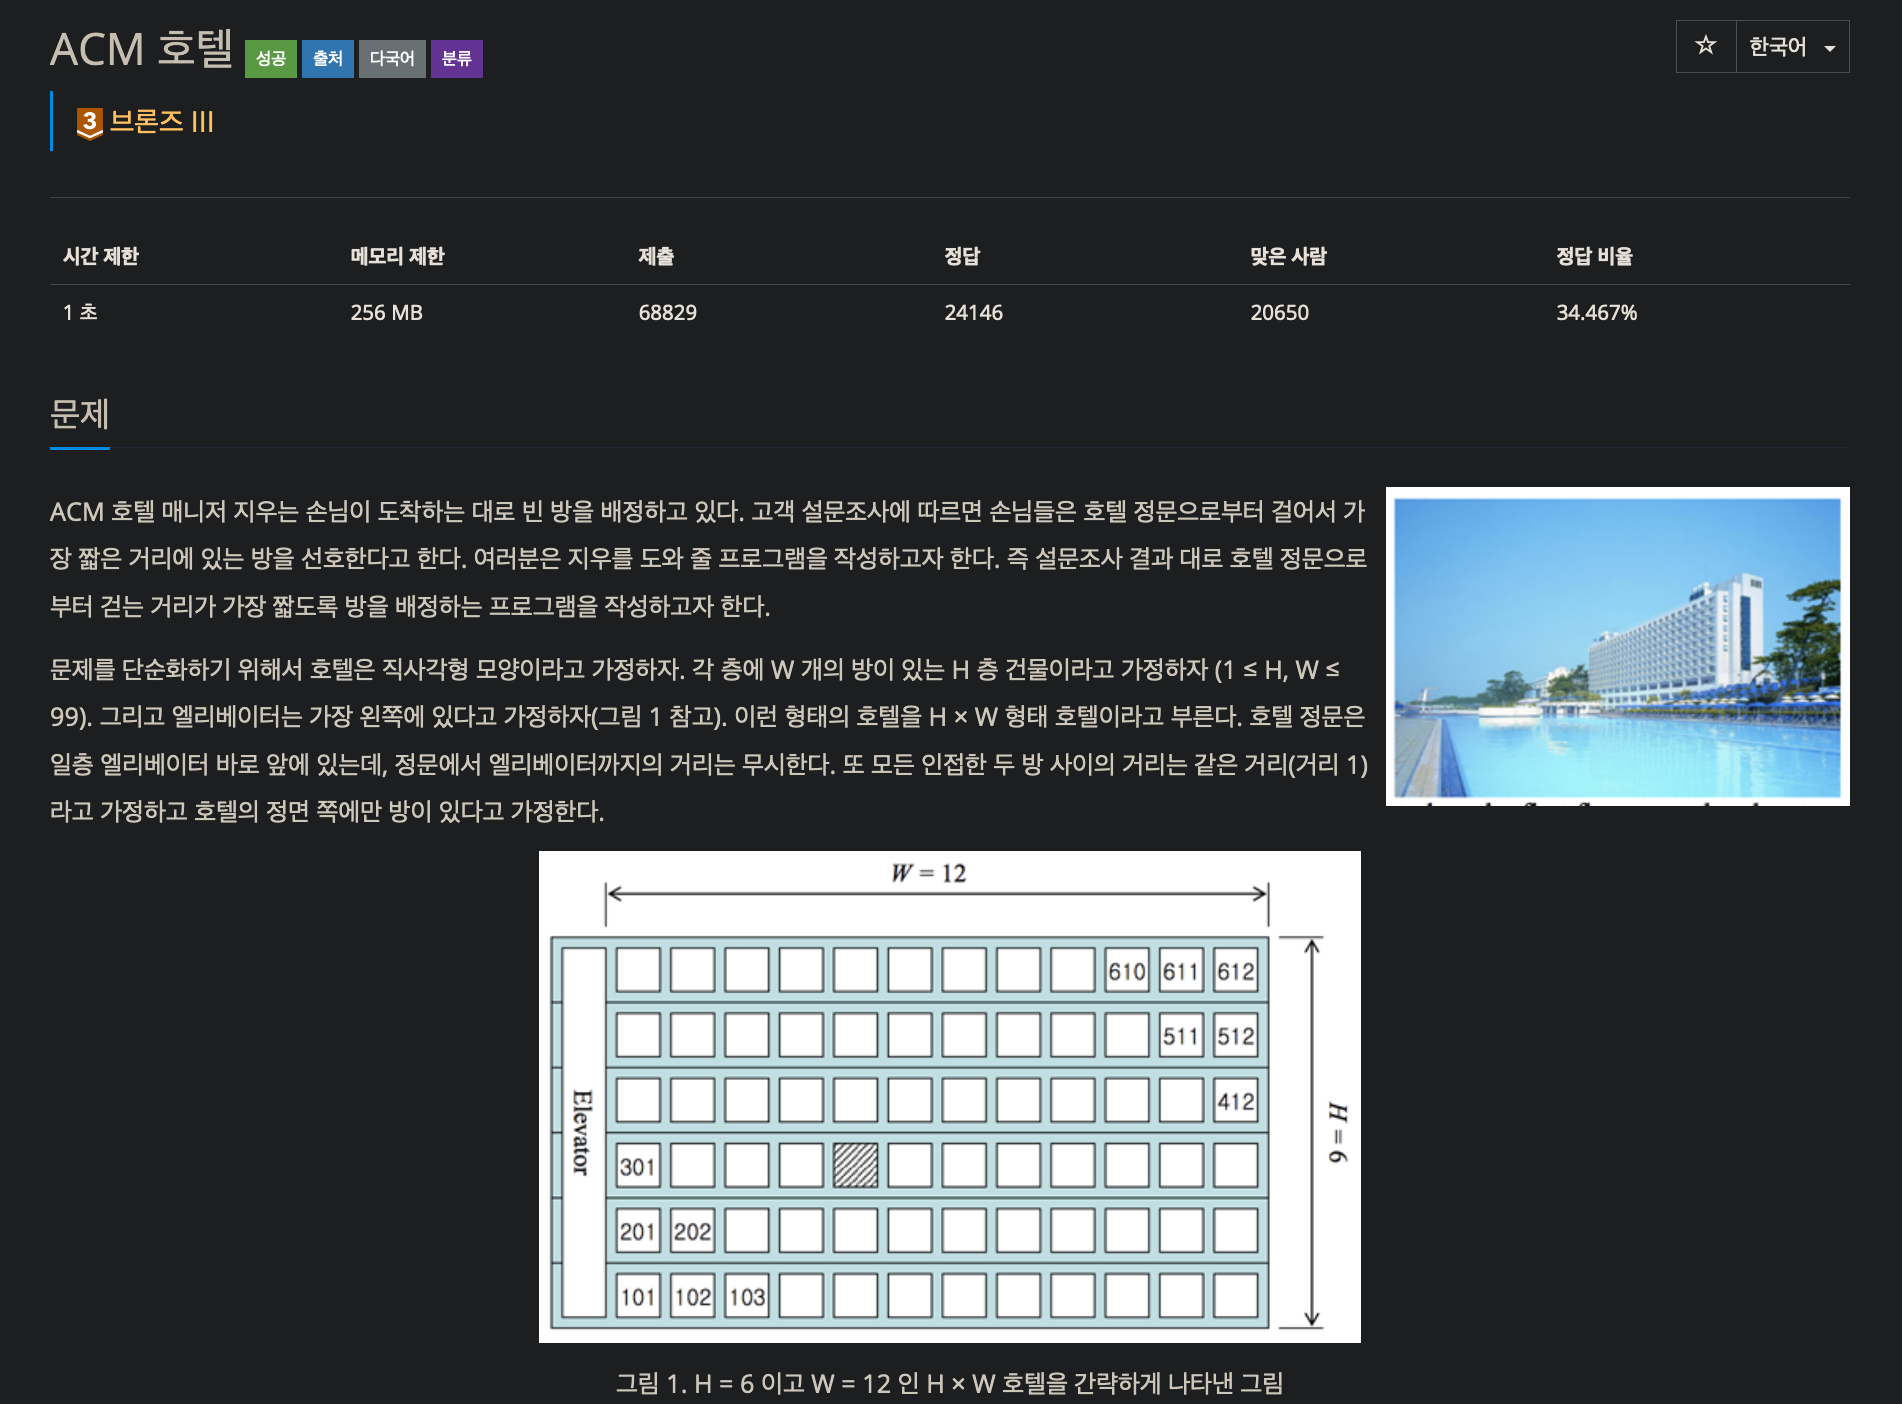 ACM 호텔 성공 출처 다국어 분류
☆ 한국어
3 브론즈 III
시간 제한 메모리 제한 제출 정답 맞은 사람 정답 비율
1 초 256 MB 68829 24146 20650 34.467%
문제
ACM 호텔 매니저 지우는 손님이 도착하는 대로 빈 방을 배정하고 있다. 고객 설문조사에 따르면 손님들은 호텔 정문으로부터 걸어서 가
장 짧은 거리에 있는 방을 선호한다고 한다. 여러분은 지우를 도와 줄 프로그램을 작성하고자 한다. 즉 설문조사 결과 대로 호텔 정문으로
부터 걷는 거리가 가장 짧도록 방을 배정하는 프로그램을 작성하고자 한다.
문제를 단순화하기 위해서 호텔은 직사각형 모양이라고 가정하자. 각 층에 W 개의 방이 있는 H 층 건물이라고 가정하자 (1 ≤ H, W ≤
99). 그리고 엘리베이터는 가장 왼쪽에 있다고 가정하자(그림 1 참고). 이런 형태의 호텔을 H × W 형태 호텔이라고 부른다. 호텔 정문은
일층 엘리베이터 바로 앞에 있는데, 정문에서 엘리베이터까지의 거리는 무시한다. 또 모든 인접한 두 방 사이의 거리는 같은 거리(거리 1)
라고 가정하고 호텔의 정면 쪽에만 방이 있다고 가정한다.
W = 12
610 611 612
511 512
412
301
201 202
101 102 103
Elevator
H = 6
그림 1. H = 6 이고 W = 12 인 H × W 호텔을 간략하게 나타낸 그림